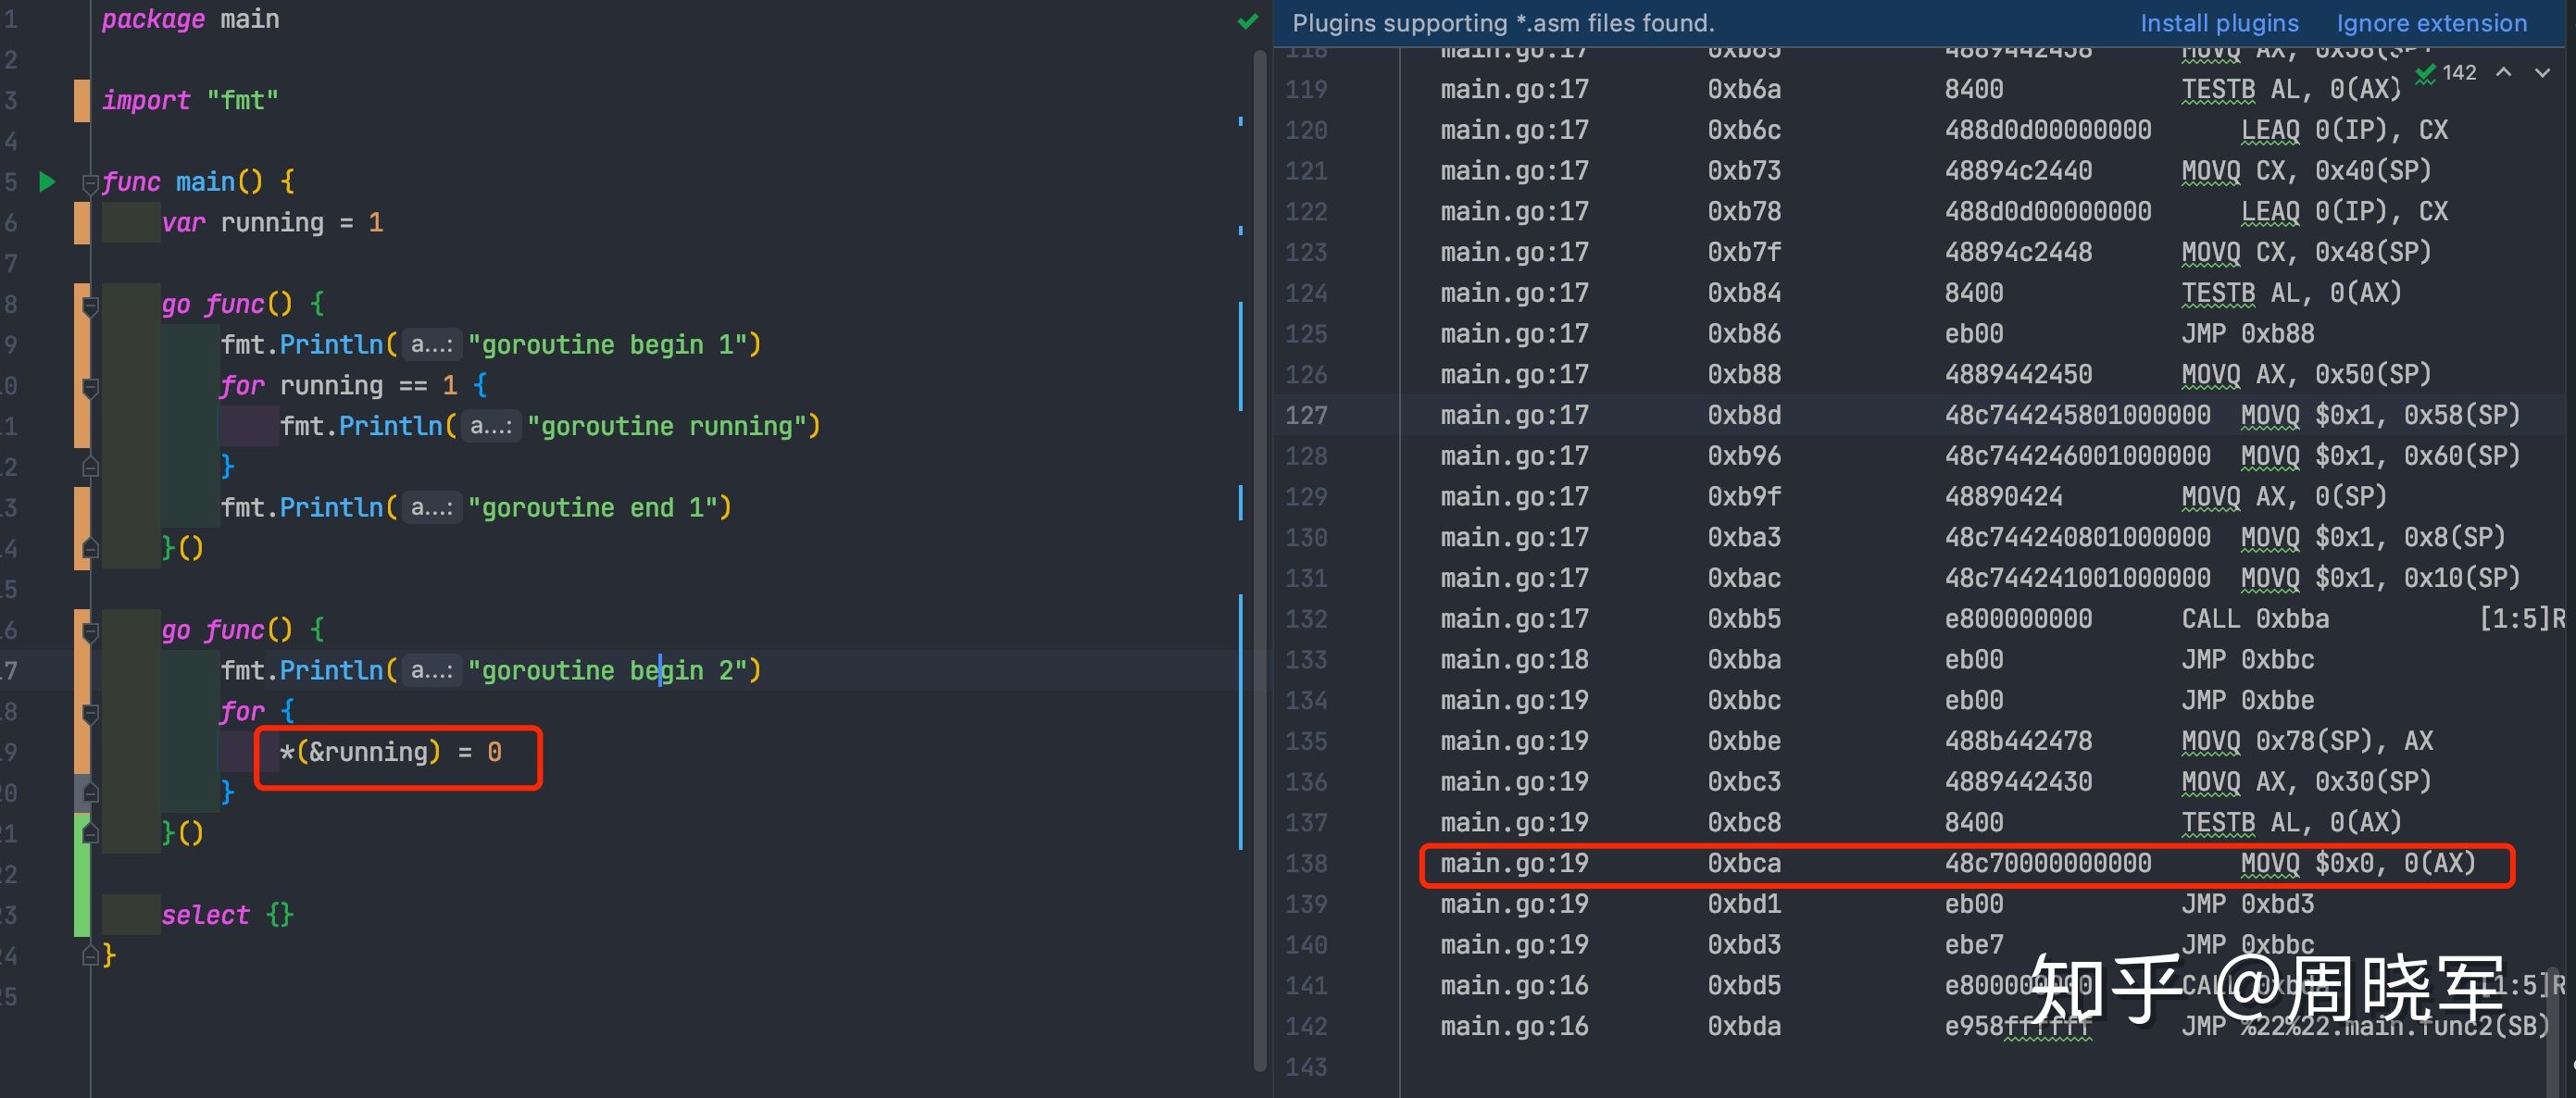 1 package main
2
3 import "fmt"
4
5 func main() {
6 var running = 1
7
8 go func() {
9 fmt.Println( a...: "goroutine begin 1")
0 for running == 1 {
1 fmt.Println( a...: "goroutine running")
2 }
3 fmt.Println( a...: "goroutine end 1")
4 }()
5
6 go func() {
7 fmt.Println( a...: "goroutine begin 2")
8 for {
9 *(&running) = 0
20 }
21 }()
22
23 select {}
24 }
25
Plugins supporting *.asm files found. Install plugins Ignore extension
142
118 main.go:17 0xb65 4889442438 MOVQ AX, 0x38(SP)
119 main.go:17 0xb6a 8400 TESTB AL, 0(AX)
120 main.go:17 0xb6c 488d0d00000000 LEAQ 0(IP), CX
121 main.go:17 0xb73 48894c2440 MOVQ CX, 0x40(SP)
122 main.go:17 0xb78 488d0d00000000 LEAQ 0(IP), CX
123 main.go:17 0xb7f 48894c2448 MOVQ CX, 0x48(SP)
124 main.go:17 0xb84 8400 TESTB AL, 0(AX)
125 main.go:17 0xb86 eb00 JMP 0xb88
126 main.go:17 0xb88 4889442450 MOVQ AX, 0x50(SP)
127 main.go:17 0xb8d 48c744245801000000 MOVQ $0x1, 0x58(SP)
128 main.go:17 0xb96 48c744246001000000 MOVQ $0x1, 0x60(SP)
129 main.go:17 0xb9f 48890424 MOVQ AX, 0(SP)
130 main.go:17 0xba3 48c744240801000000 MOVQ $0x1, 0x8(SP)
131 main.go:17 0xbac 48c744241001000000 MOVQ $0x1, 0x10(SP)
132 main.go:17 0xbb5 e800000000 CALL 0xbba [1:5]R
133 main.go:18 0xbba eb00 JMP 0xbbc
134 main.go:19 0xbbc eb00 JMP 0xbbe
135 main.go:19 0xbbe 488b442478 MOVQ 0x78(SP), AX
136 main.go:19 0xbc3 4889442430 MOVQ AX, 0x30(SP)
137 main.go:19 0xbc8 8400 TESTB AL, 0(AX)
138 main.go:19 0xbca 48c70000000000 MOVQ $0x0, 0(AX)
139 main.go:19 0xbd1 eb00 JMP 0xbd3
140 main.go:19 0xbd3 ebe7 JMP 0xbbc
141 main.go:16 0xbd5 e800000000 CALL 0xbda [1:5]R
142 main.go:16 0xbda e958ffffff JMP %22%22.main.func2(SB)
143
知乎 @周晓军